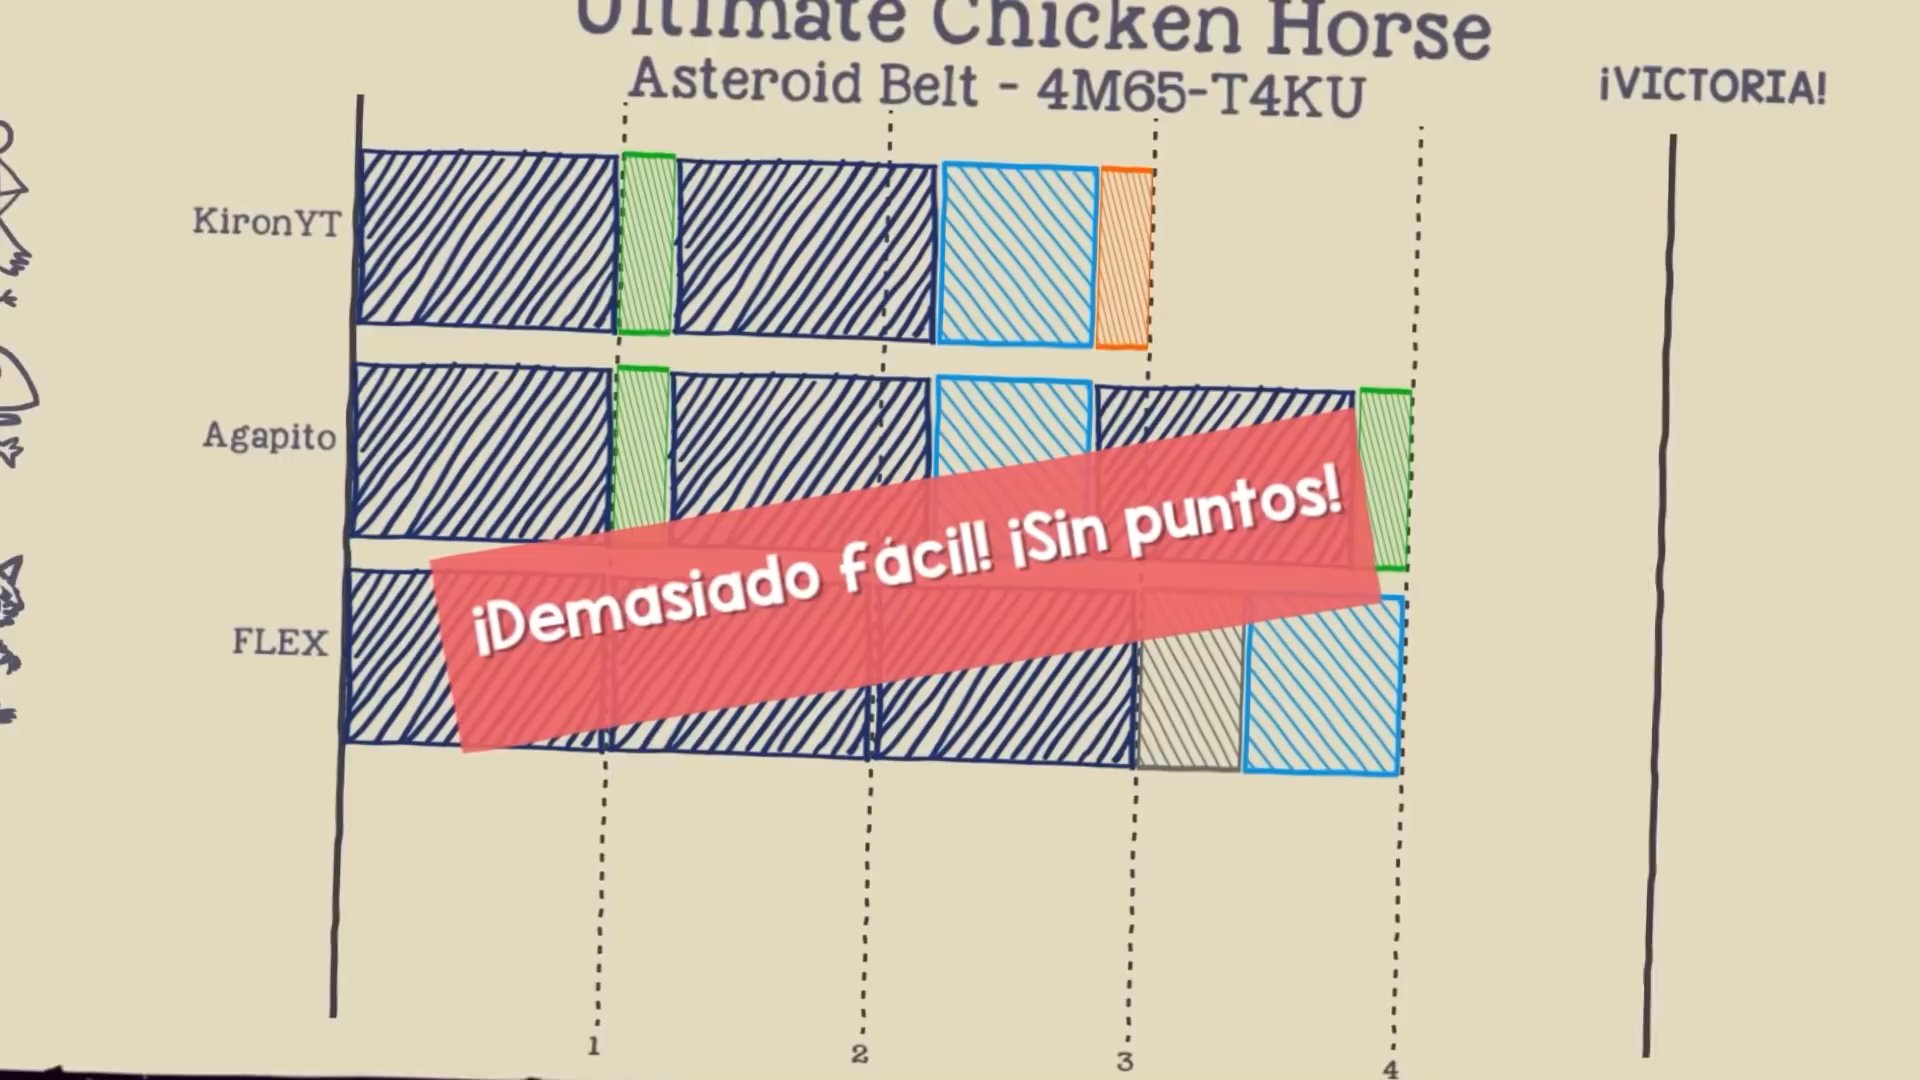 Ultimate Chicken Horse
Asteroid Belt - 4M65-T4KU
¡VICTORIA!
KironYT
Agapito
¡Demasiado fácil! ¡Sin puntos!
FLEX
1
2
3
4